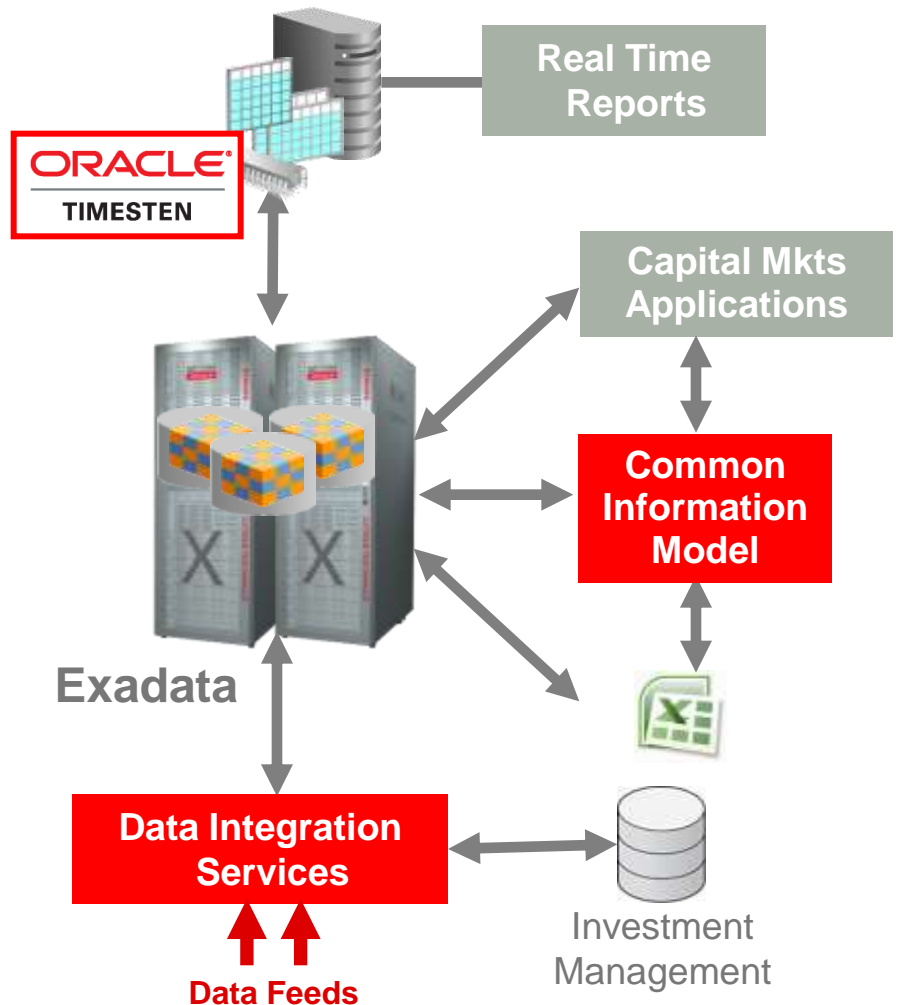 Real Time
Reports
ORACLE®
TIMESTEN
Capital Mkts
Applications
Common
Information
Model
X
X
Exadata
X
Data Integration
Services
Investment
Management
Data Feeds